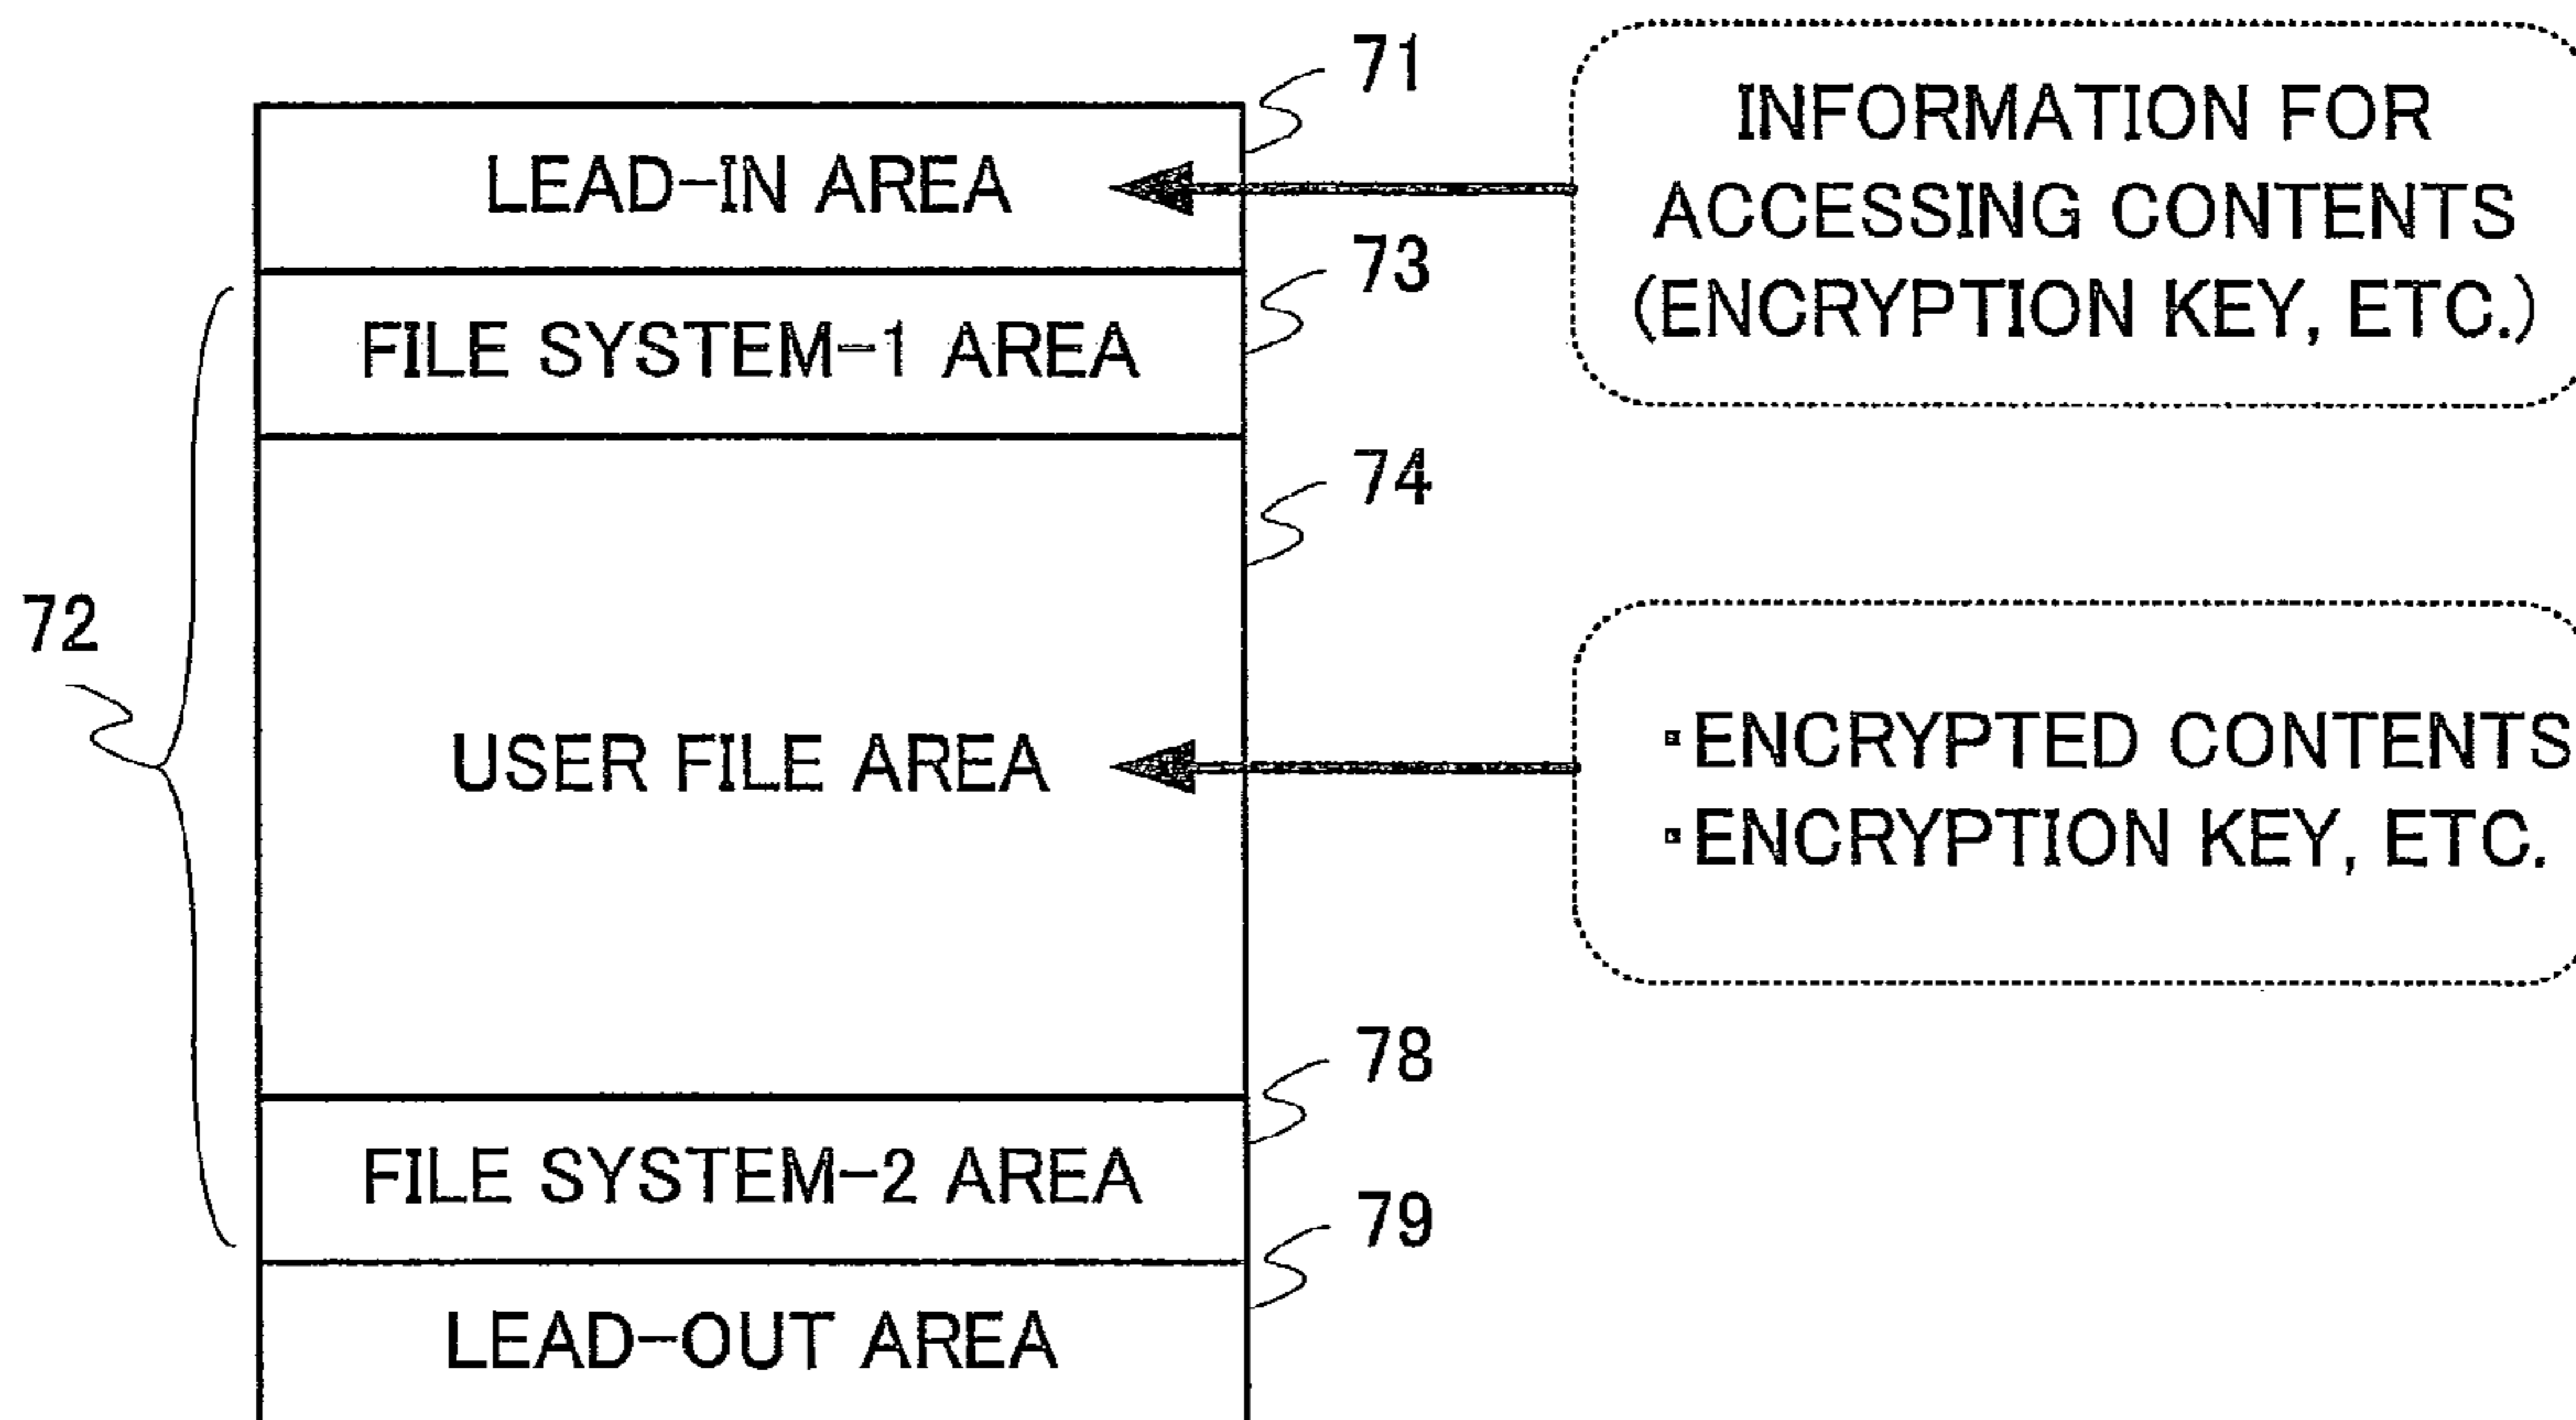 71
LEAD-IN AREA
INFORMATION FOR
ACCESSING CONTENTS
(ENCRYPTION KEY, ETC.)
73
FILE SYSTEM-1 AREA
74
72
USER FILE AREA
▫ENCRYPTED CONTENTS
▫ENCRYPTION KEY, ETC.
78
FILE SYSTEM-2 AREA
79
LEAD-OUT AREA